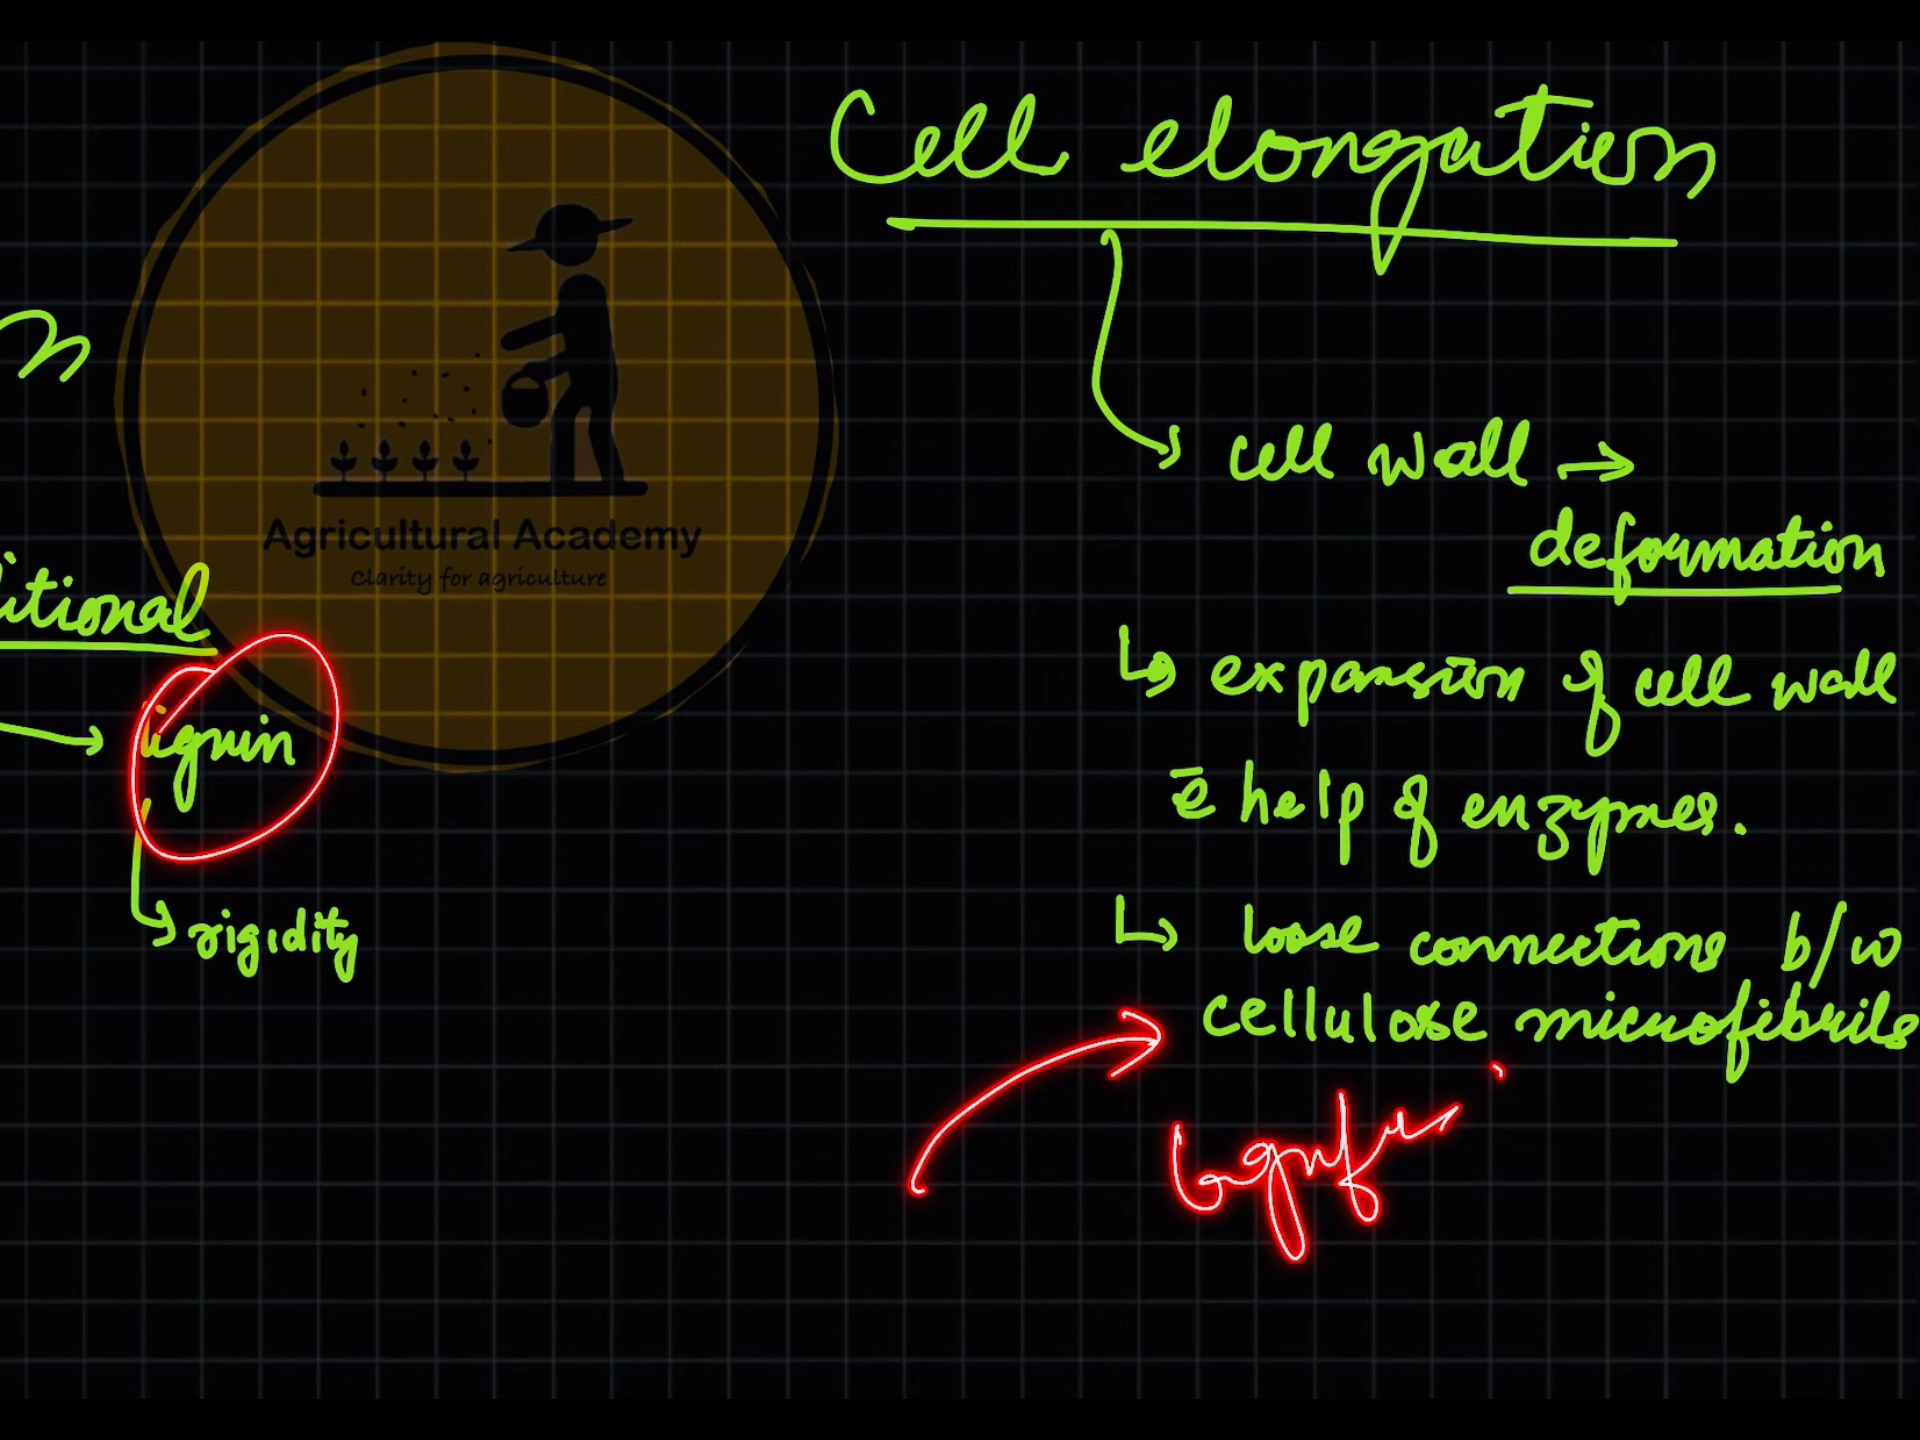 Cell elongation
cell wall →
deformation
↳ expansion of cell wall
c̄ help of enzymes.
↳ loose connections b/w
cellulose microfibrils
itional
→ lignin
↳ rigidity
Agricultural Academy
Clarity for agriculture